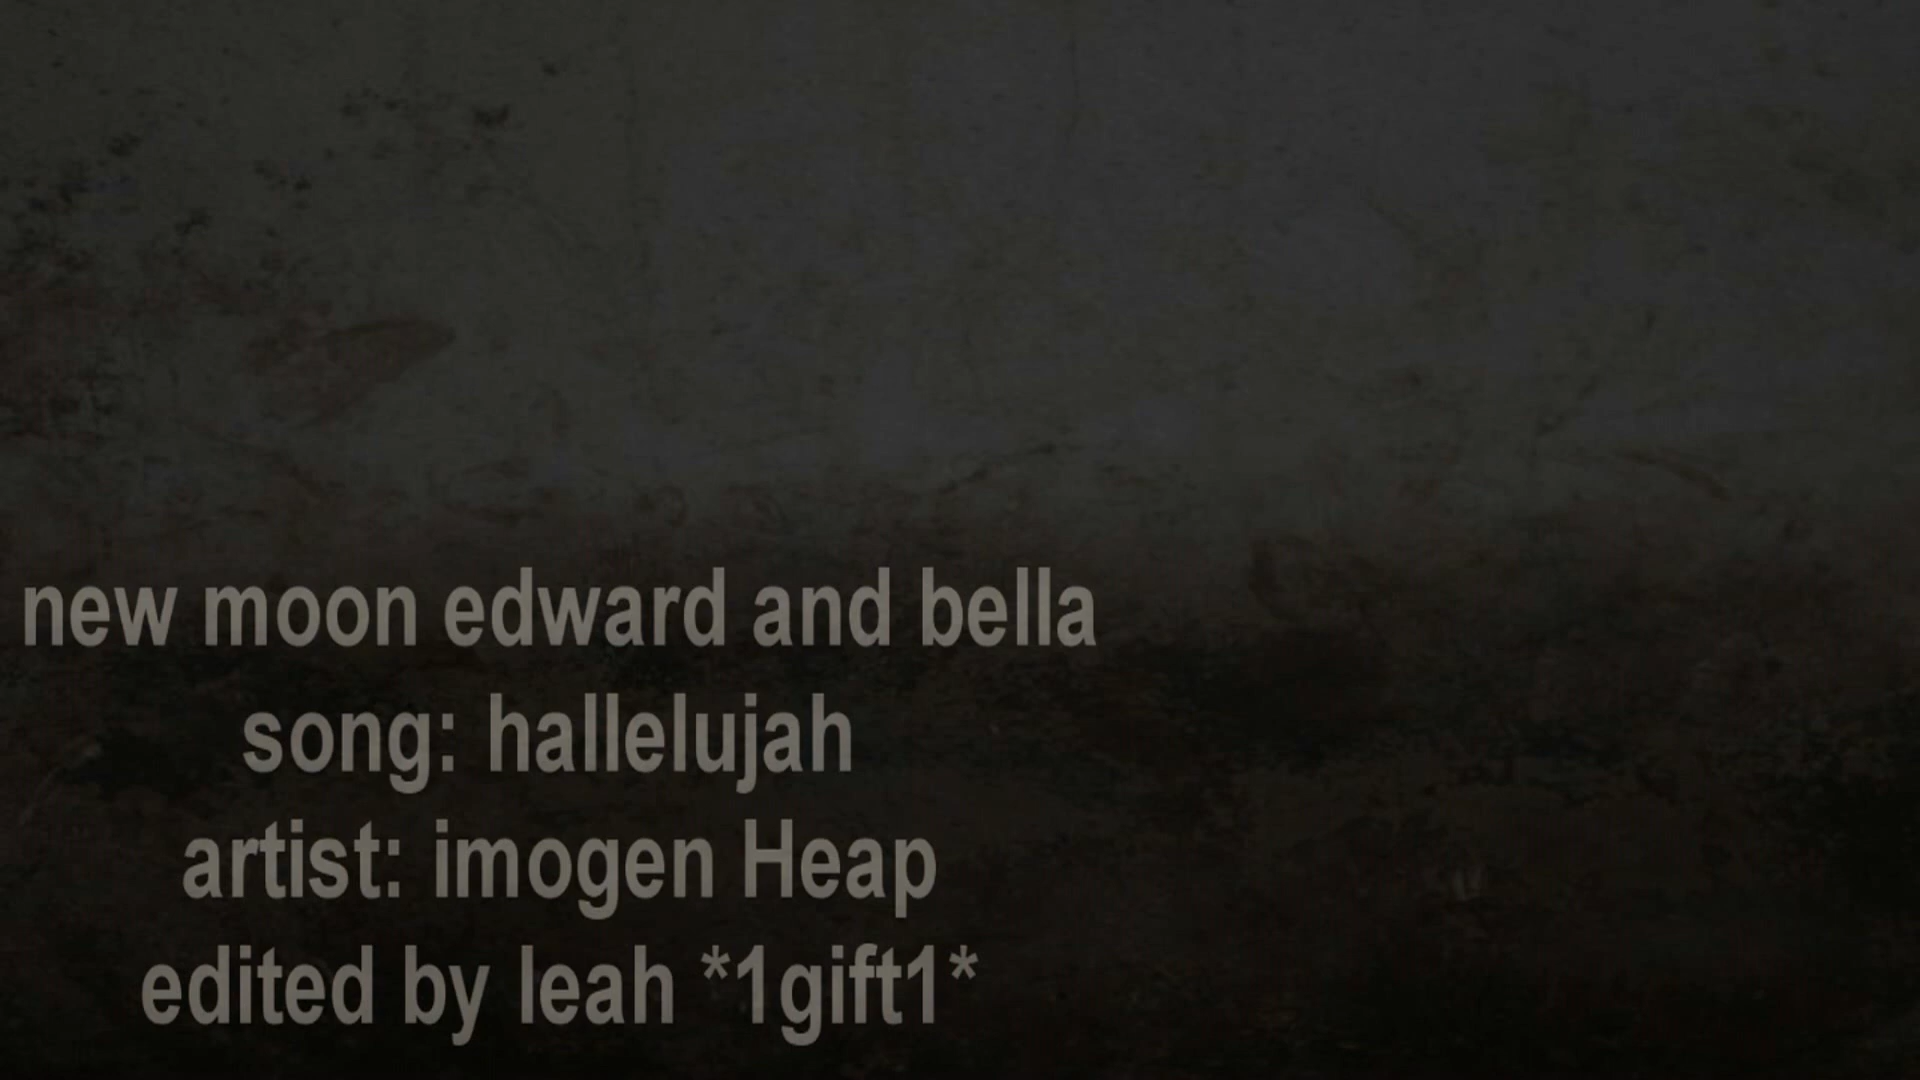 new moon edward and bella
song: hallelujah
artist: imogen Heap
edited by leah *1gift1*